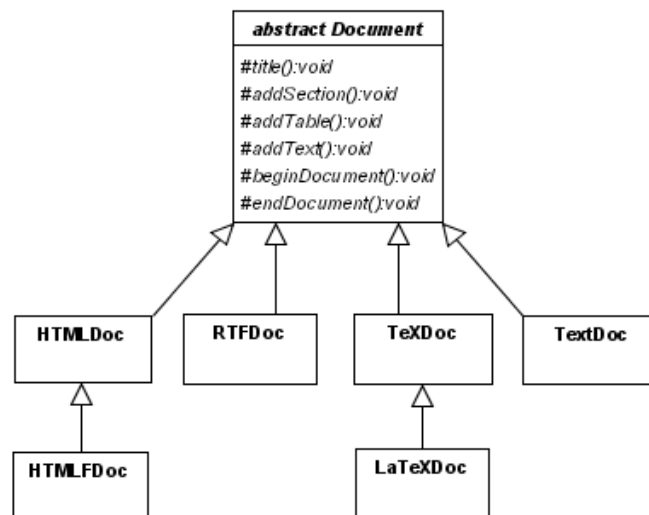 abstract Document
#title():void
#addSection():void
#addTable():void
#addText():void
#beginDocument():void
#endDocument():void
HTMLDoc
RTFDoc
TeXDoc
TextDoc
HTMLFDoc
LaTeXDoc